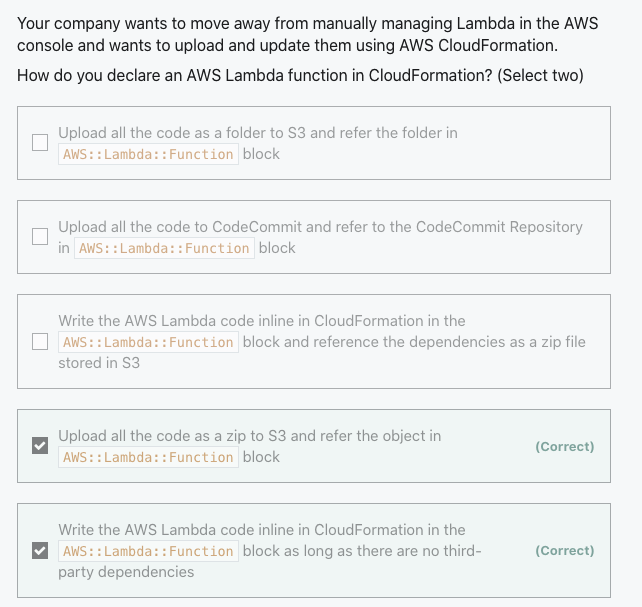 Your company wants to move away from manually managing Lambda in the AWS
console and wants to upload and update them using AWS CloudFormation.
How do you declare an AWS Lambda function in CloudFormation? (Select two)
Upload all the code as a folder to S3 and refer the folder in
AWS::Lambda::Function block
Upload all the code to CodeCommit and refer to the CodeCommit Repository
in AWS::Lambda::Function block
Write the AWS Lambda code inline in CloudFormation in the
AWS::Lambda::Function block and reference the dependencies as a zip file
stored in S3
Upload all the code as a zip to S3 and refer the object in
AWS::Lambda::Function block
(Correct)
Write the AWS Lambda code inline in CloudFormation in the
AWS::Lambda::Function block as long as there are no third-
party dependencies
(Correct)